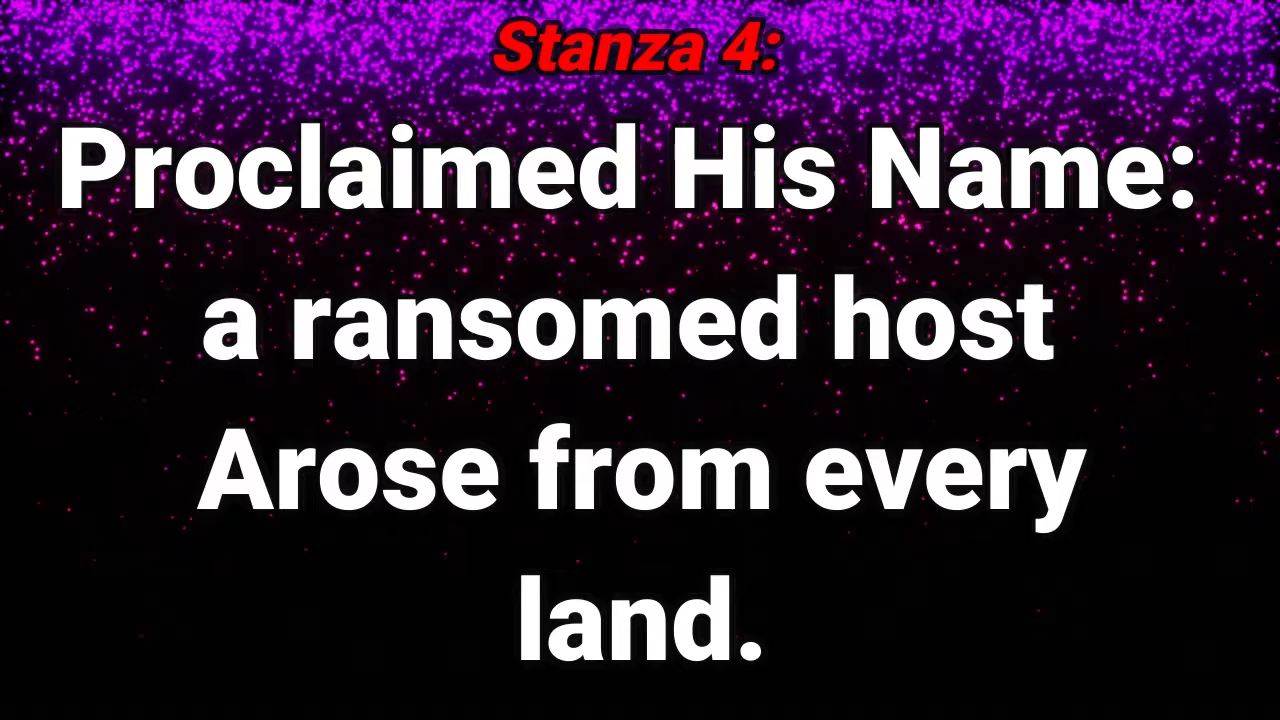 Stanza 4:
Proclaimed His Name:
a ransomed host
Arose from every
land.